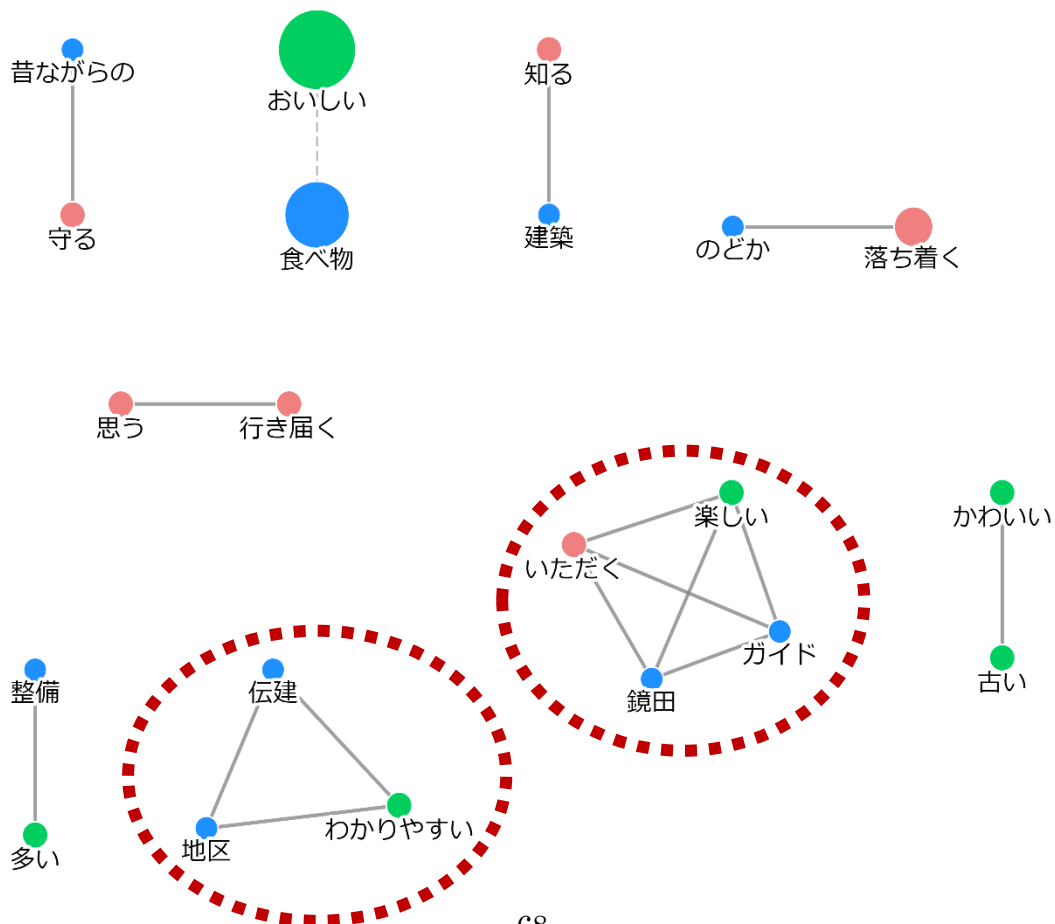 昔ながらの
おいしい
知る
守る
食べ物
建築
のどか
落ち着く
思う
行き届く
楽しい
かわいい
いただく
ガイド
鏡田
古い
整備
伝建
わかりやすい
地区
多い